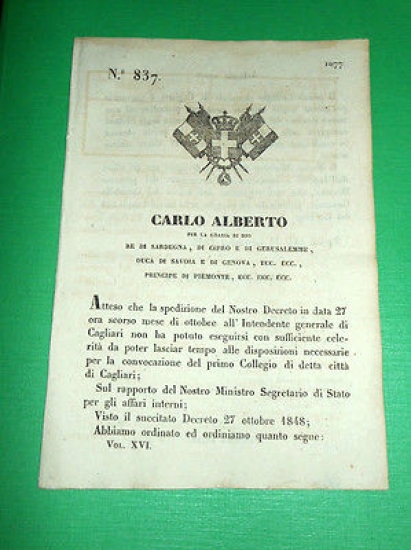 N.° 837.
1077
CARLO ALBERTO
PER LA GRAZIA DI DIO
RE DI SARDEGNA, DI CIPRO E DI GERUSALEMME,
DUCA DI SAVOIA E DI GENOVA, ECC. ECC.,
PRINCIPE DI PIEMONTE, ECC. ECC. ECC.
Atteso che la spedizione del Nostro Decreto in data 27
ora scorso mese di ottobre all' Intendente generale di
Cagliari non ha potuto eseguirsi con sufficiente cele-
rità da poter lasciar tempo alle disposizioni necessarie
per la convocazione del primo Collegio di detta città
di Cagliari;
Sul rapporto del Nostro Ministro Segretario di Stato
per gli affari interni;
Visto il succitato Decreto 27 ottobre 1848;
Abbiamo ordinato ed ordiniamo quanto segue:
VOL. XVI.